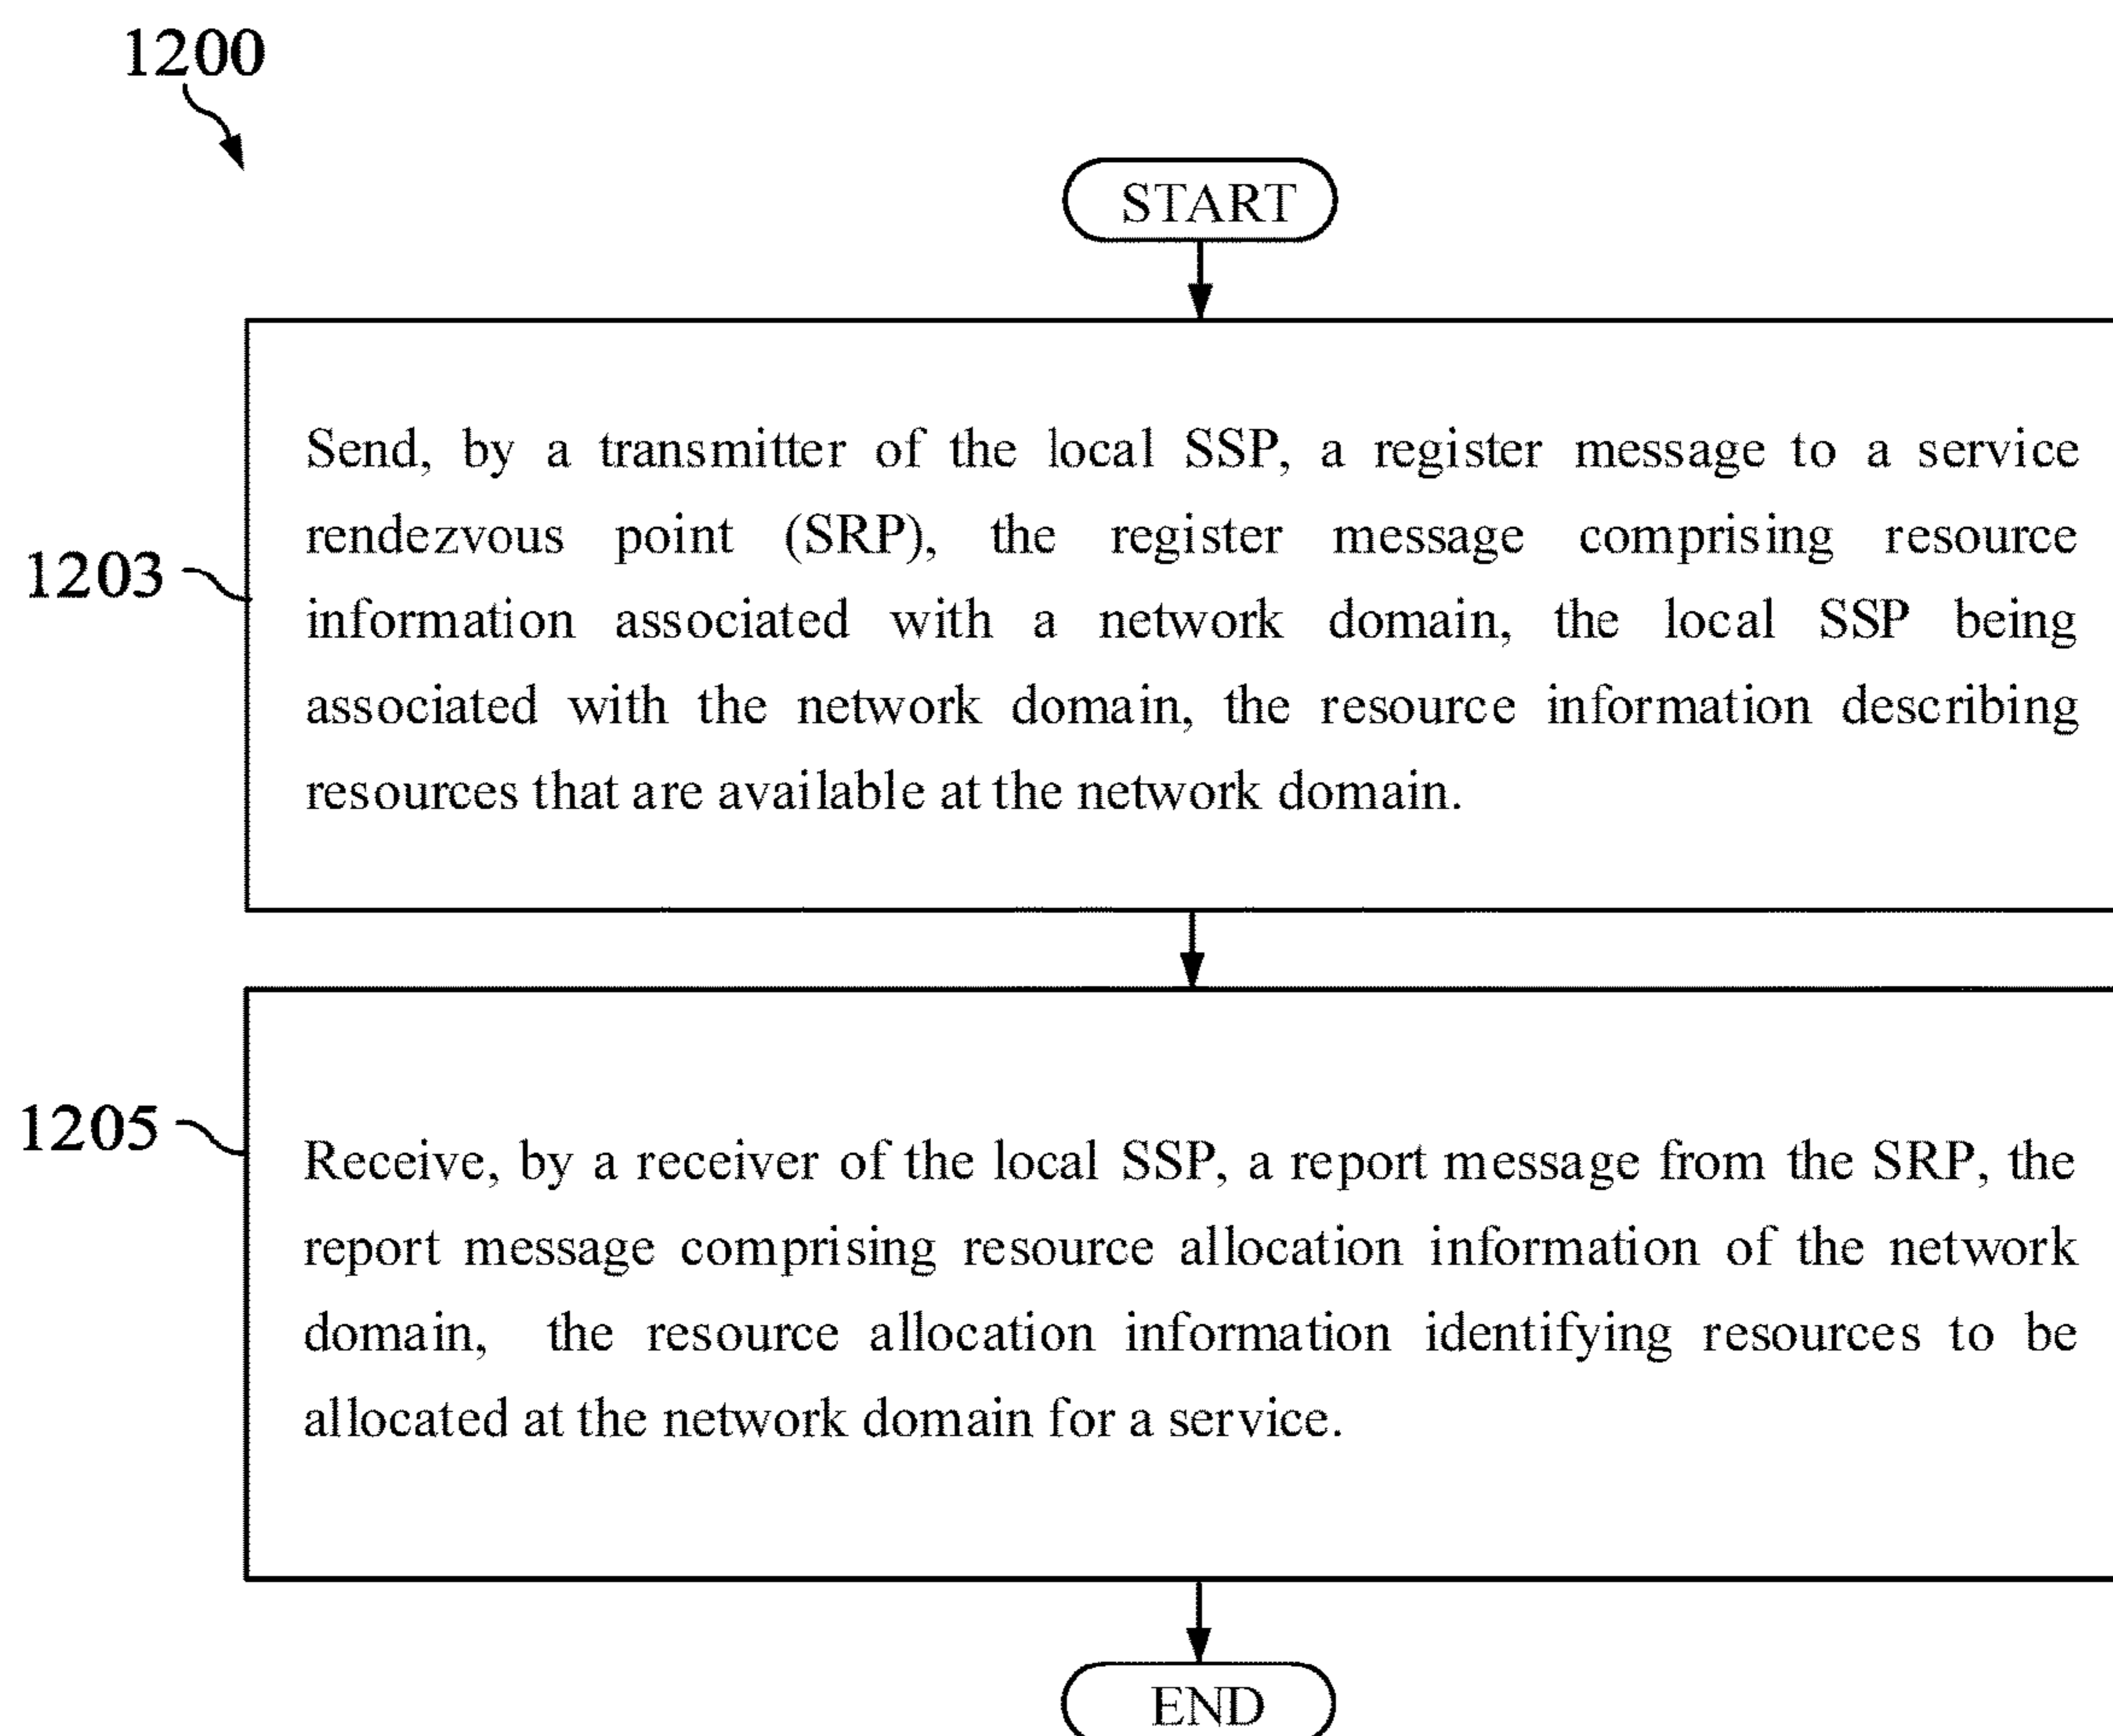 1200
START
Send, by a transmitter of the local SSP, a register message to a service
rendezvous point (SRP), the register message comprising resource
1203
information associated with a network domain, the local SSP being
associated with the network domain, the resource information describing
resources that are available at the network domain.
1205
Receive, by a receiver of the local SSP, a report message from the SRP, the
report message comprising resource allocation information of the network
domain, the resource allocation information identifying resources to be
allocated at the network domain for a service.
END